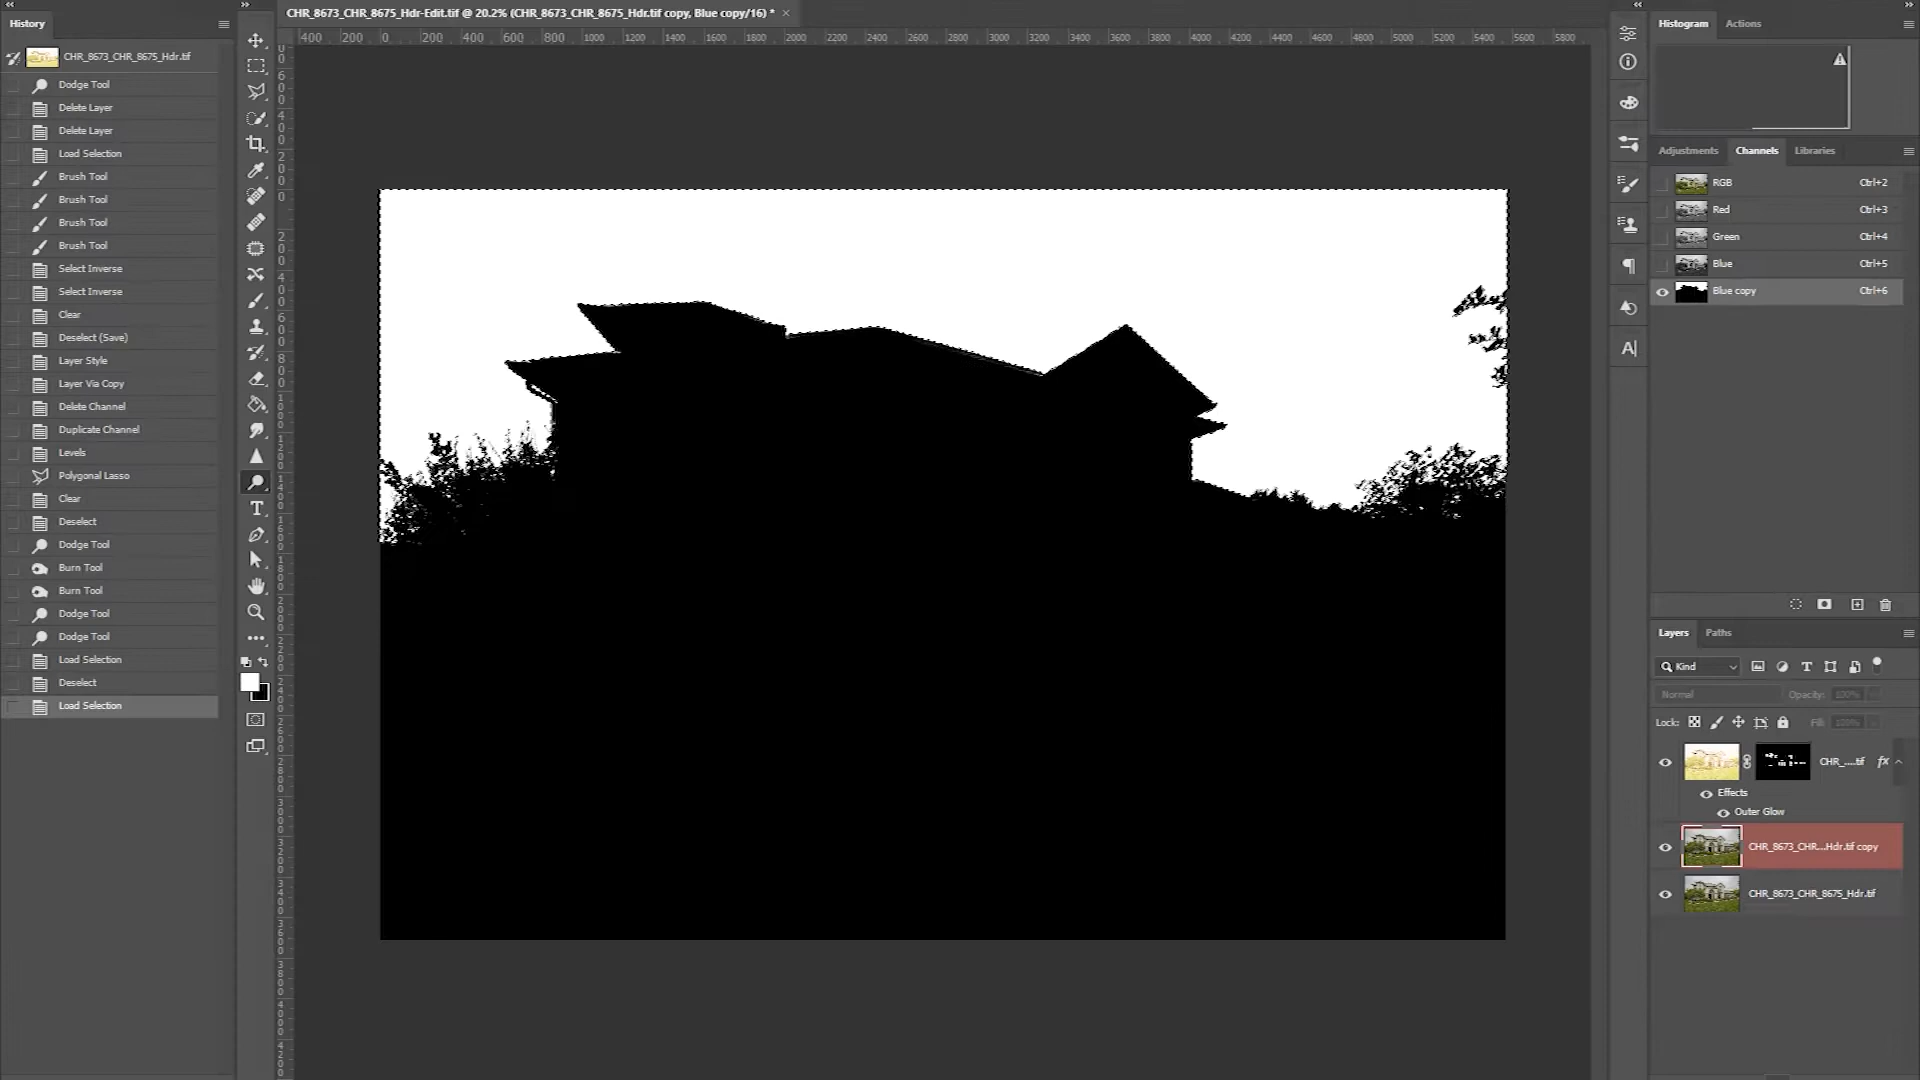 CHR_8673_CHR_8675_Hdr-Edit.tif @ 20.2% (CHR_8673_CHR_8675_Hdr.tif copy, Blue copy/16) *
History
CHR_8673_CHR_8675_Hdr.tif
Dodge Tool
Delete Layer
Delete Layer
Load Selection
Brush Tool
Brush Tool
Brush Tool
Brush Tool
Select Inverse
Select Inverse
Clear
Deselect (Save)
Layer Style
Layer Via Copy
Delete Channel
Duplicate Channel
Levels
Polygonal Lasso
Clear
Deselect
Dodge Tool
Burn Tool
Burn Tool
Dodge Tool
Dodge Tool
Load Selection
Deselect
Load Selection
400 200 0 200 400 600 800 1000 1200 1400 1600 1800 2000 2200 2400 2600 2800 3000 3200 3400 3600 3800 4000 4200 4400 4600 4800 5000 5200 5400 5600 5800
Histogram Actions
Adjustments Channels Libraries
RGB Ctrl+2
Red Ctrl+3
Green Ctrl+4
Blue Ctrl+5
Blue copy Ctrl+6
Layers Paths
Kind
Normal Opacity: 100%
Lock: Fill: 100%
CHR_....tif fx
Effects
Outer Glow
CHR_8673_CHR...Hdr.tif copy
CHR_8673_CHR_8675_Hdr.tif